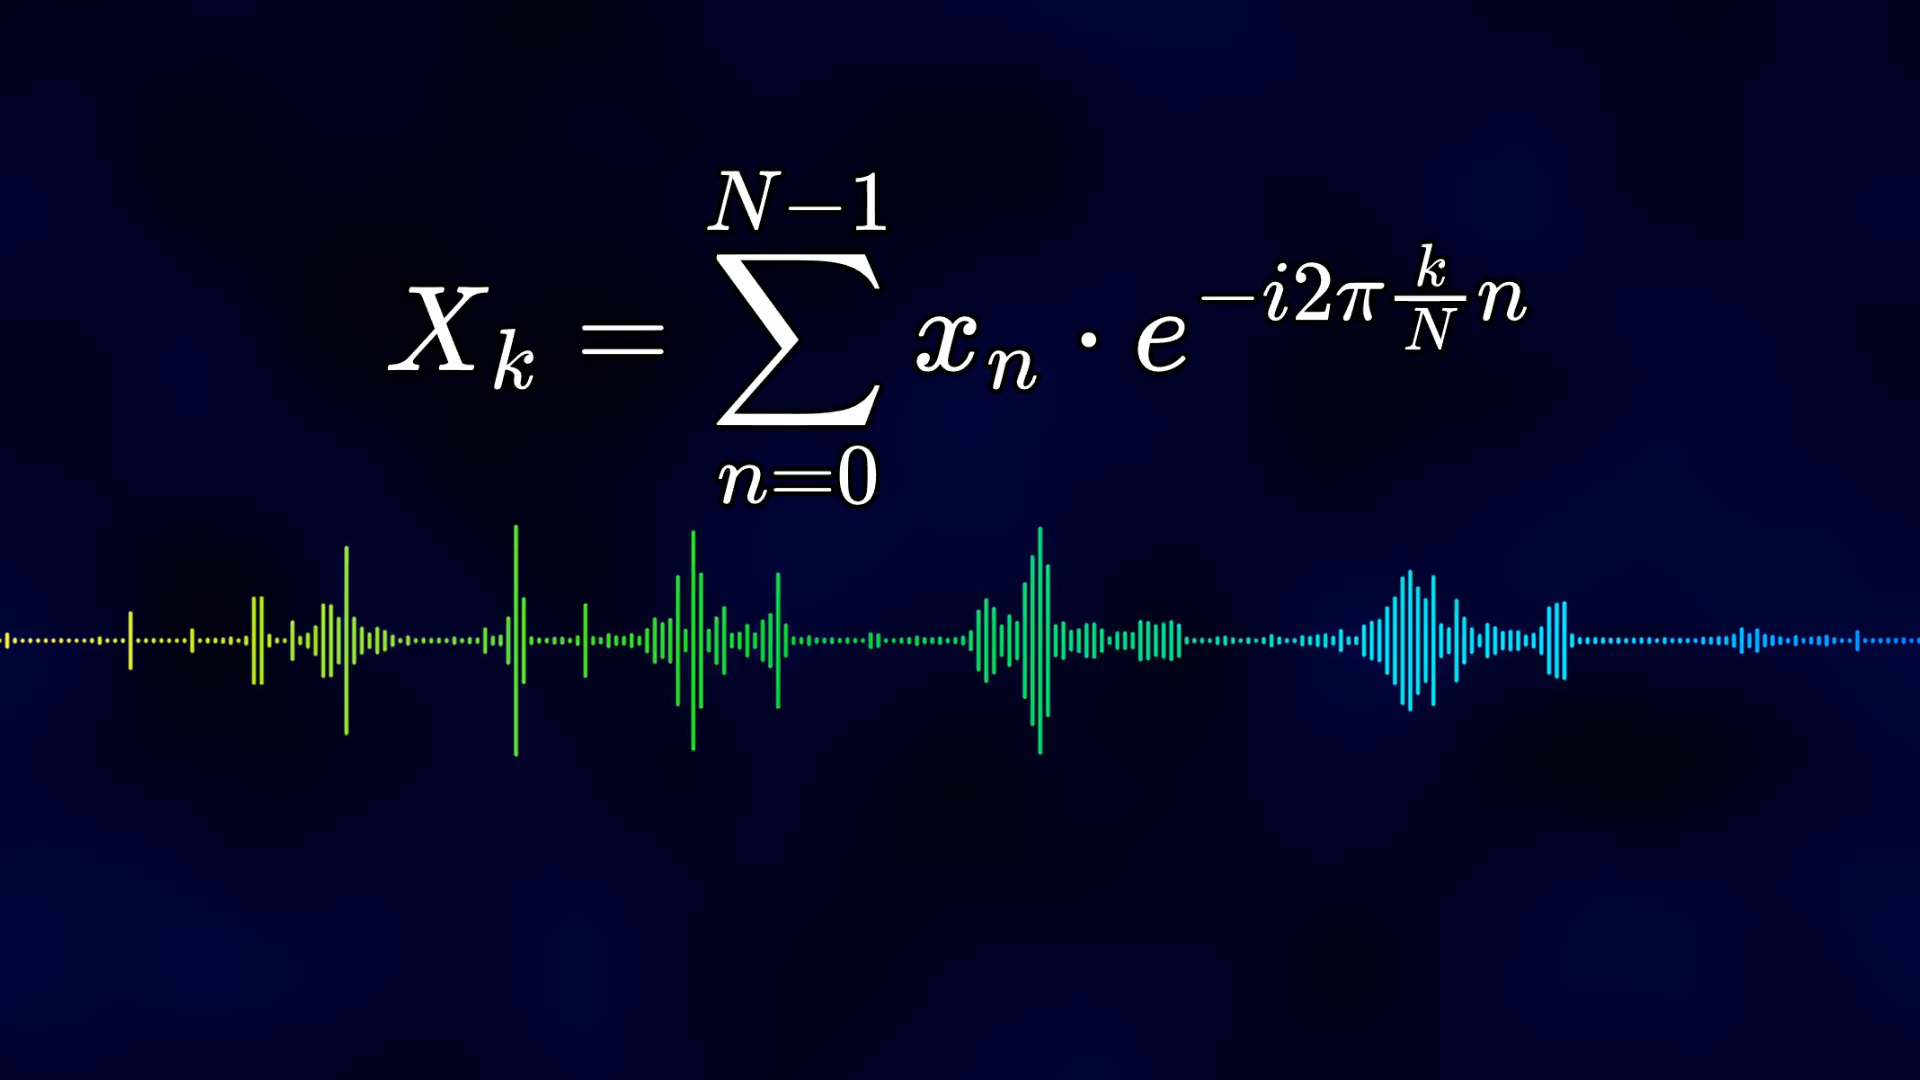 X_k = \sum_{n=0}^{N-1} x_n \cdot e^{-i2\pi\frac{k}{N}n}